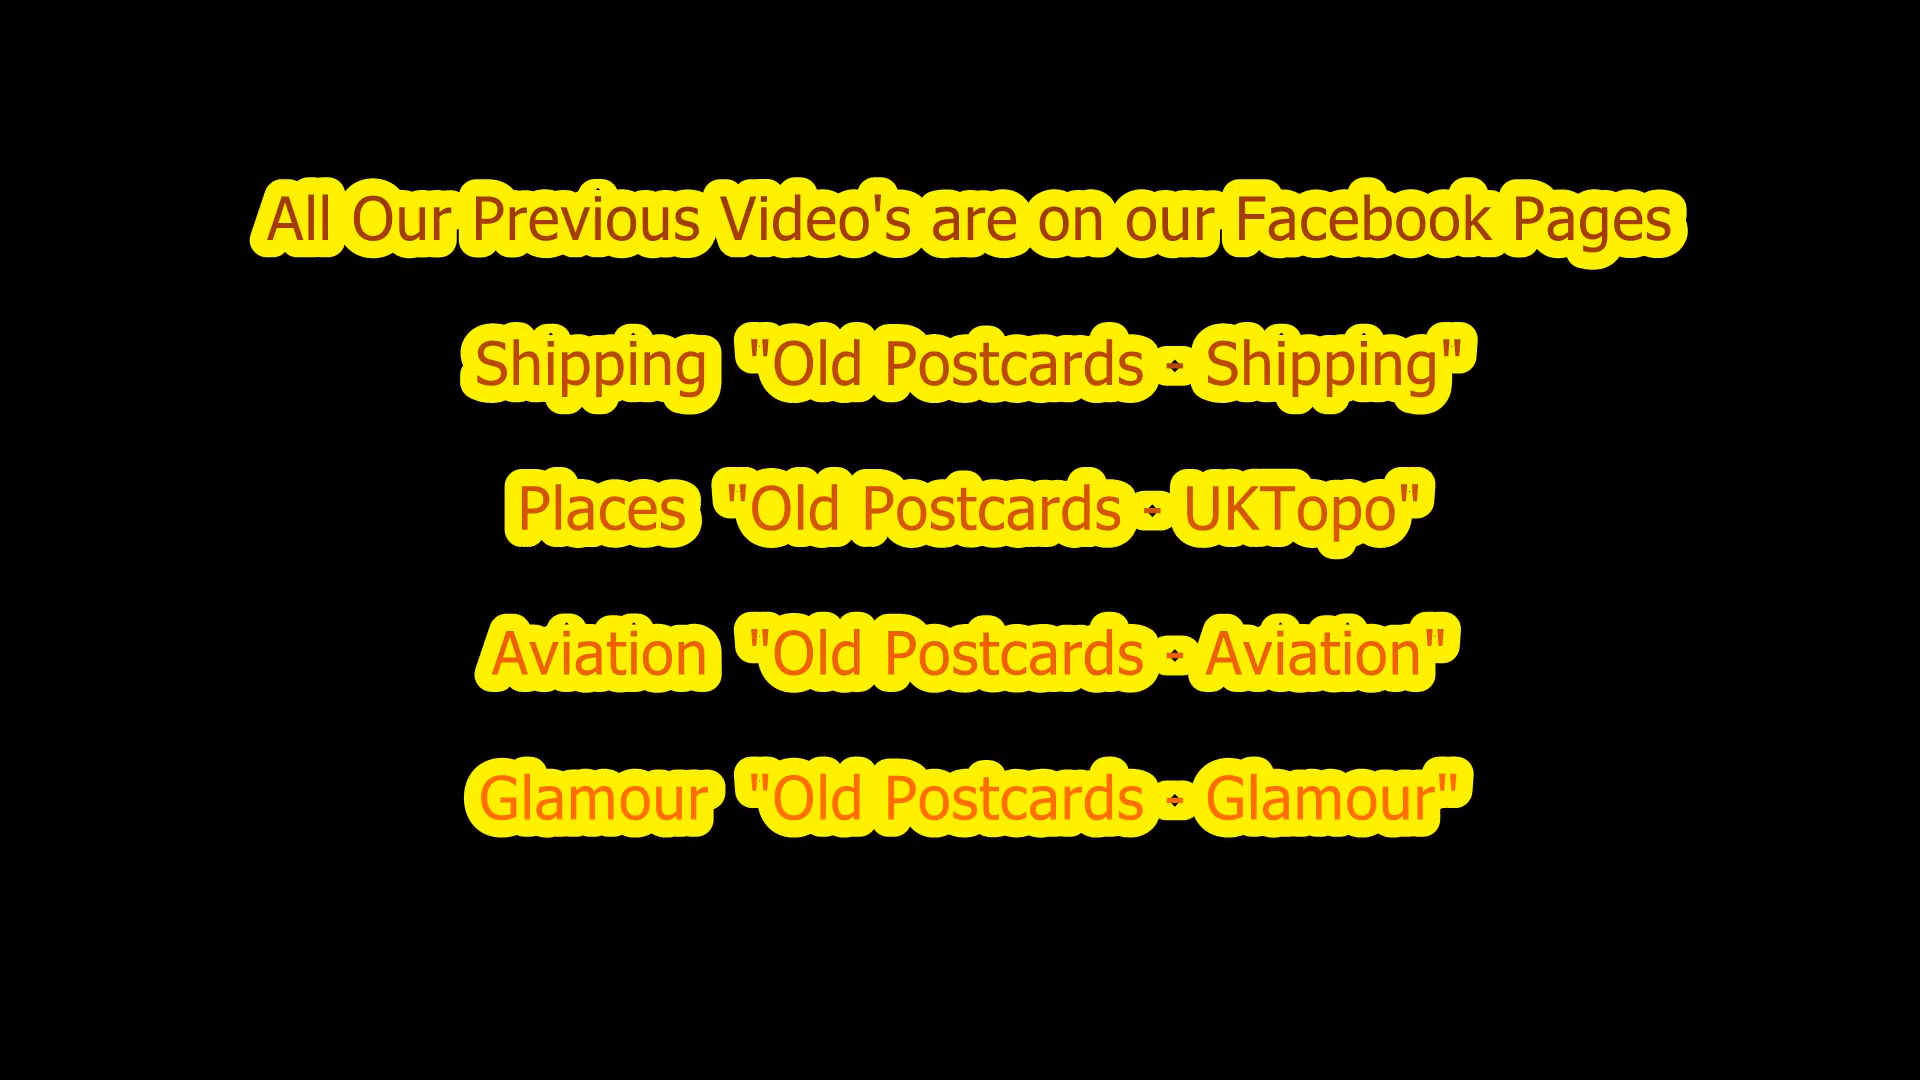 All Our Previous Video's are on our Facebook Pages
Shipping "Old Postcards - Shipping"
Places "Old Postcards - UKTopo"
Aviation "Old Postcards - Aviation"
Glamour "Old Postcards - Glamour"